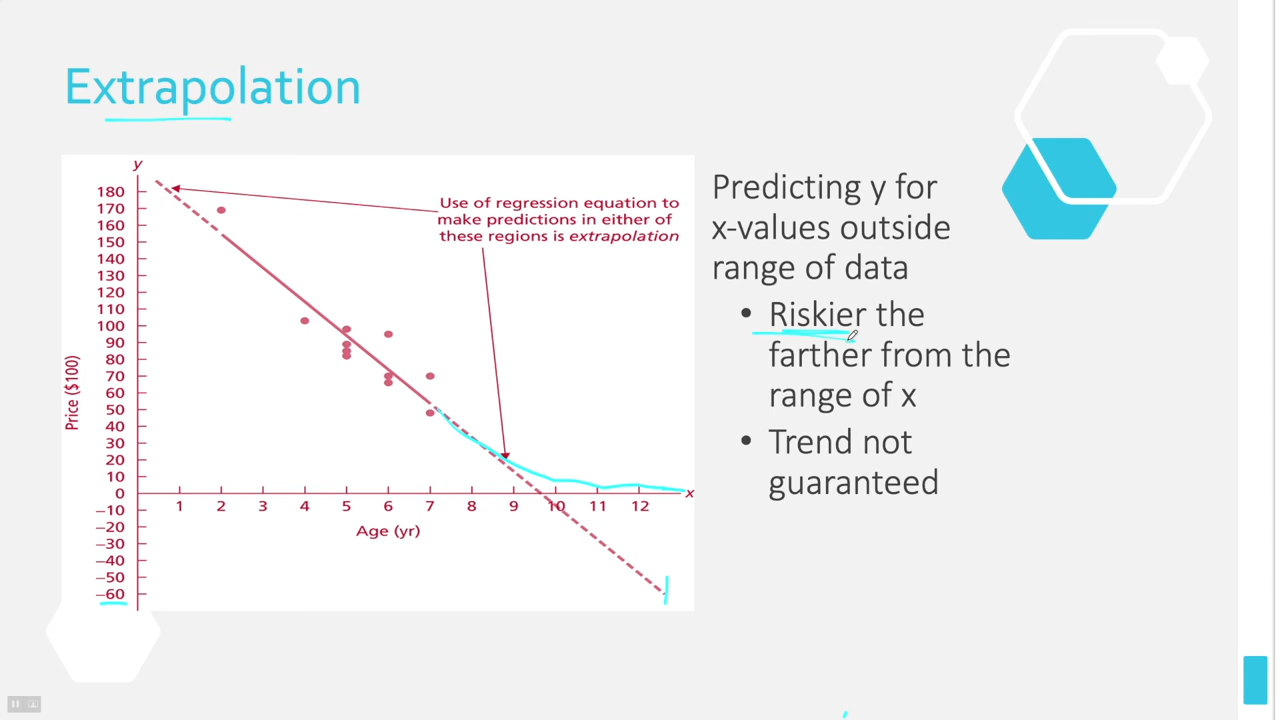 Extrapolation
y
180
170
160
150
140
130
120
110
100
90
80
70
60
50
40
30
20
10
0
−10
−20
−30
−40
−50
−60
Price ($100)
Use of regression equation to
make predictions in either of
these regions is extrapolation
1 2 3 4 5 6 7 8 9 10 11 12
x
Age (yr)
Predicting y for
x-values outside
range of data
• Riskier the
farther from the
range of x
• Trend not
guaranteed